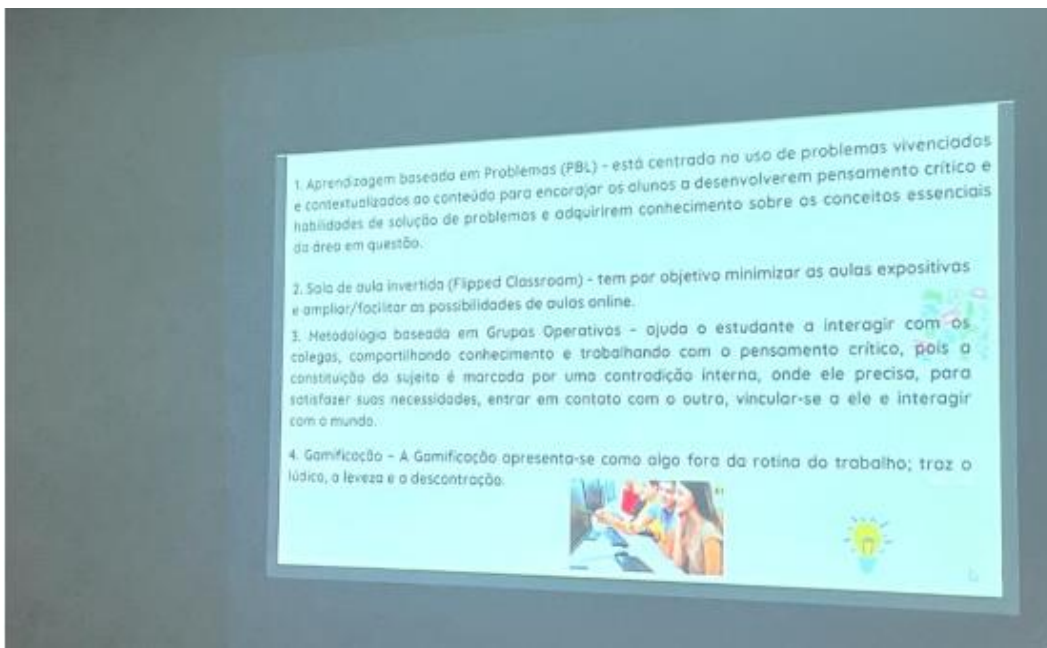 1. Aprendizagem baseada em Problemas (PBL) - está centrada no uso de problemas vivenciados
e contextualizados ao conteúdo para encorajar os alunos a desenvolverem pensamento crítico e
habilidades de solução de problemas e adquirirem conhecimento sobre os conceitos essenciais
da área em questão.
2. Sala de aula invertida (Flipped Classroom) - tem por objetivo minimizar as aulas expositivas
e ampliar/facilitar as possibilidades de aulas online.
3. Metodologia baseada em Grupos Operativos - ajuda o estudante a interagir com os
colegas, compartilhando conhecimento e trabalhando com o pensamento crítico, pois a
constituição do sujeito é marcada por uma contradição interna, onde ele precisa, para
satisfazer suas necessidades, entrar em contato com o outro, vincular-se a ele e interagir
com o mundo.
4. Gamificação - A Gamificação apresenta-se como algo fora da rotina do trabalho; traz o
lúdico, a leveza e a descontração.